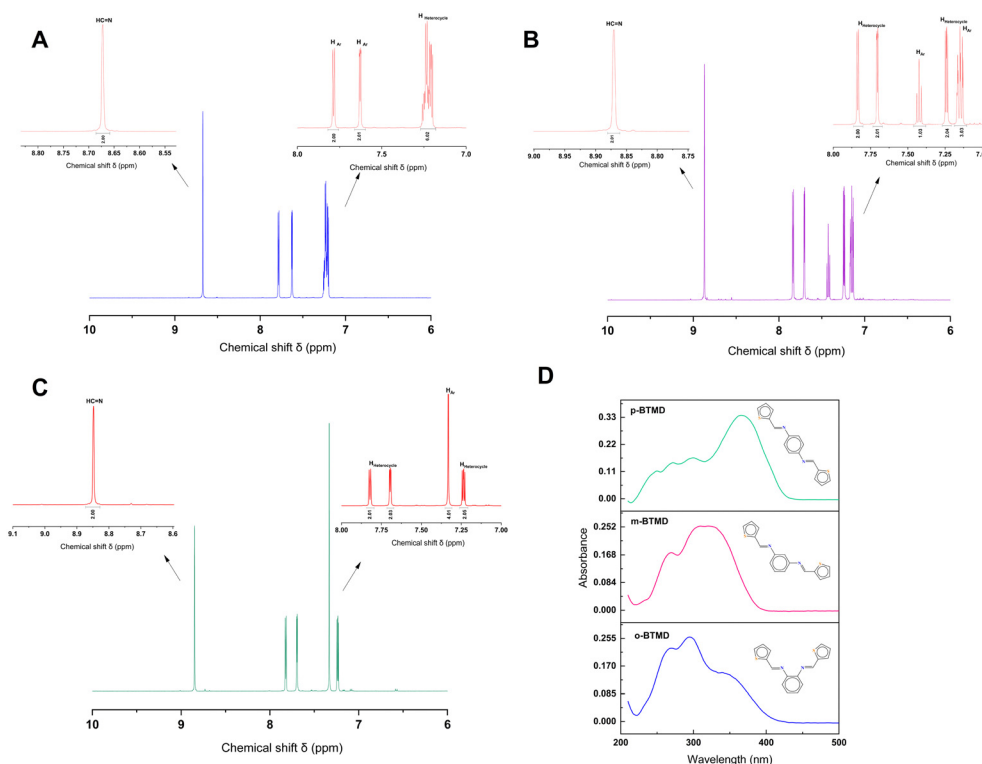 A
HC=N
2.00
8.80 8.75 8.70 8.65 8.60 8.55
Chemical shift δ (ppm)
H Ar
H Ar
H Heterocycle
2.00
2.01
6.02
8.0 7.5 7.0
Chemical shift δ (ppm)
10 9 8 7 6
Chemical shift δ (ppm)
B
HC=N
2.01
9.00 8.95 8.90 8.85 8.80 8.75
Chemical shift δ (ppm)
HHeterocycle
HAr
HHeterocycle
HAr
2.00
2.01
1.03
2.04
3.03
8.00 7.75 7.50 7.25 7.0
Chemical shift δ (ppm)
10 9 8 7 6
Chemical shift δ (ppm)
C
HC=N
2.00
9.1 9.0 8.9 8.8 8.7 8.6
Chemical shift δ (ppm)
HHeterocycle
HAr
HHeterocycle
2.01
2.03
4.01
2.09
8.00 7.75 7.50 7.25 7.00
Chemical shift δ (ppm)
10 9 8 7 6
Chemical shift δ (ppm)
D
p-BTMD
0.33
0.22
0.11
0.00
m-BTMD
0.252
0.168
0.084
0.000
o-BTMD
0.255
0.170
0.085
0.000
Absorbance
200 300 400 500
Wavelength (nm)